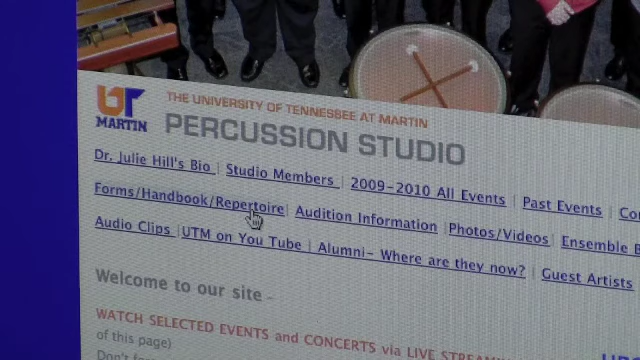 UT
MARTIN
THE UNIVERSITY OF TENNESSEE AT MARTIN
PERCUSSION STUDIO
Dr. Julie Hill's Bio | Studio Members | 2009-2010 All Events | Past Events | Co
Forms/Handbook/Repertoire | Audition Information | Photos/Videos | Ensemble
Audio Clips | UTM on You Tube | Alumni- Where are they now? | Guest Artists
Welcome to our site -
WATCH SELECTED EVENTS and CONCERTS via LIVE STREAM
of this page)
Don't